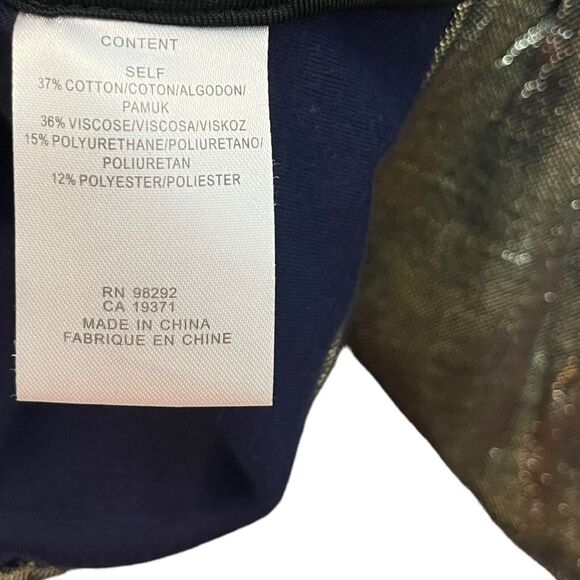 CONTENT
SELF
37% COTTON/COTON/ALGODON/
PAMUK
36% VISCOSE/VISCOSA/VISKOZ
15% POLYURETHANE/POLIURETANO/
POLIURETAN
12% POLYESTER/POLIESTER
RN 98292
CA 19371
MADE IN CHINA
FABRIQUE EN CHINE